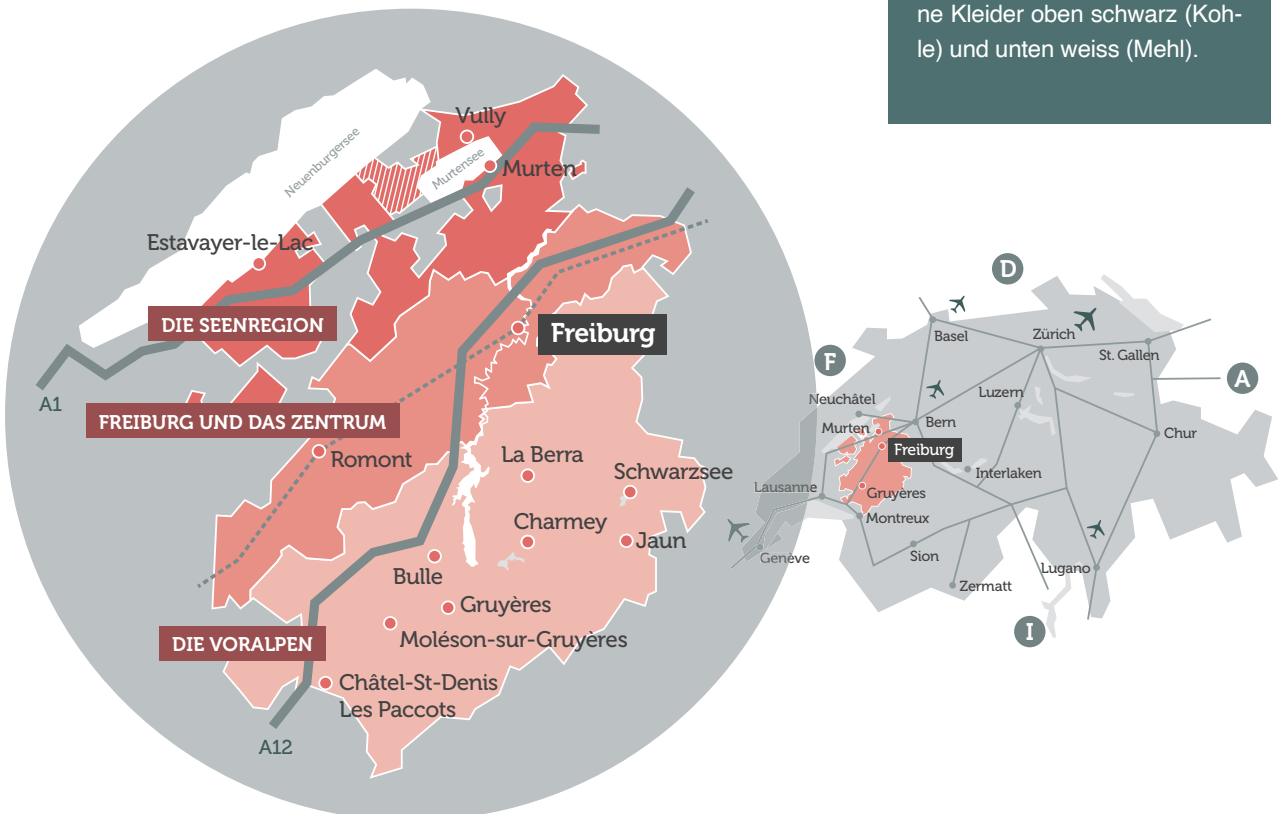 ne Kleider oben schwarz (Koh-
le) und unten weiss (Mehl).
Vully
Neuenburgersee
Murtensee
Murten
Estavayer-le-Lac
DIE SEENREGION
Freiburg
A1
FREIBURG UND DAS ZENTRUM
Romont
La Berra
Schwarzsee
Charmey
Jaun
Bulle
Gruyères
DIE VORALPEN
Moléson-sur-Gruyères
Châtel-St-Denis
Les Paccots
A12
D
Basel
Zürich
St. Gallen
F
A
Neuchâtel
Luzern
Murten
Bern
Chur
Freiburg
Interlaken
Lausanne
Gruyères
Montreux
Genève
Sion
Lugano
Zermatt
I